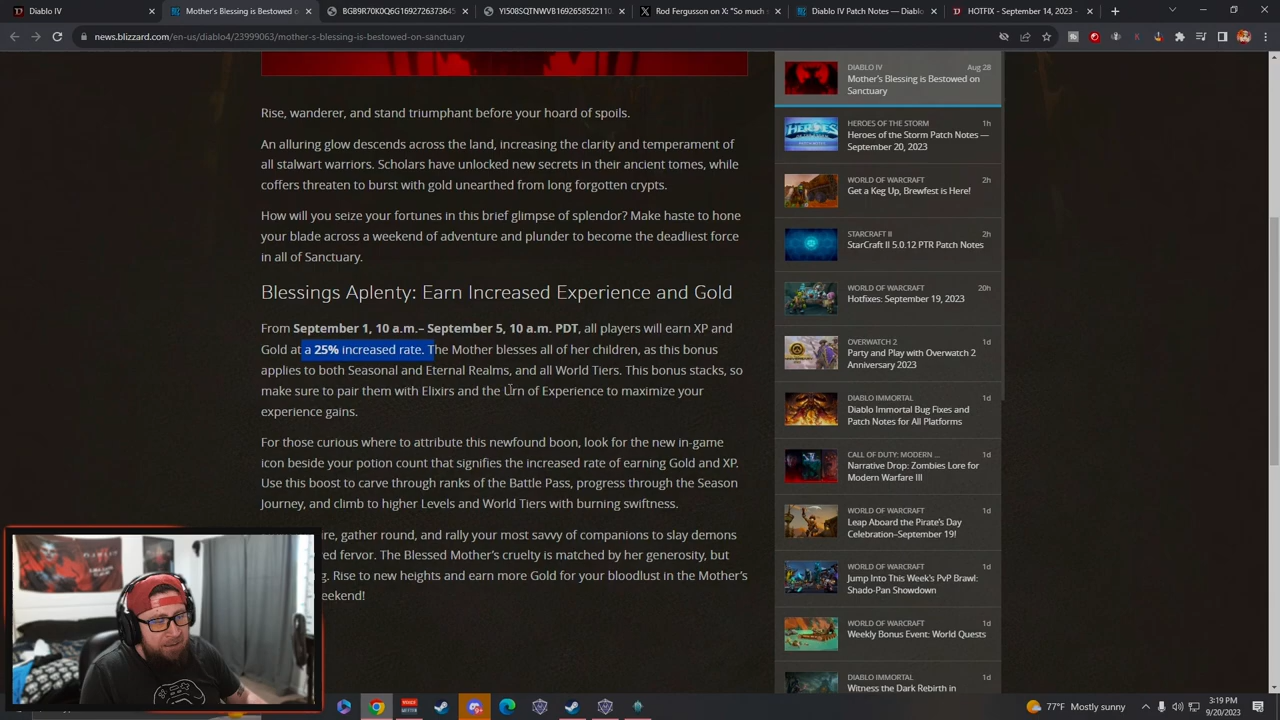 Diablo IV
Mother's Blessing is Bestowed o
BGB9R70K0Q6G1692726373645
YI508SQTNWVB1692658522110
Rod Fergusson on X: "So much
Diablo IV Patch Notes — Diablo
HOTFIX - September 14, 2023 -
news.blizzard.com/en-us/diablo4/23999063/mother-s-blessing-is-bestowed-on-sanctuary
Rise, wanderer, and stand triumphant before your hoard of spoils.
An alluring glow descends across the land, increasing the clarity and temperament of
all stalwart warriors. Scholars have unlocked new secrets in their ancient tomes, while
coffers threaten to burst with gold unearthed from long forgotten crypts.
How will you seize your fortunes in this brief glimpse of splendor? Make haste to hone
your blade across a weekend of adventure and plunder to become the deadliest force
in all of Sanctuary.
Blessings Aplenty: Earn Increased Experience and Gold
From September 1, 10 a.m.– September 5, 10 a.m. PDT, all players will earn XP and
Gold at a 25% increased rate. The Mother blesses all of her children, as this bonus
applies to both Seasonal and Eternal Realms, and all World Tiers. This bonus stacks, so
make sure to pair them with Elixirs and the Urn of Experience to maximize your
experience gains.
For those curious where to attribute this newfound boon, look for the new in-game
icon beside your potion count that signifies the increased rate of earning Gold and XP.
Use this boost to carve through ranks of the Battle Pass, progress through the Season
Journey, and climb to higher Levels and World Tiers with burning swiftness.
ire, gather round, and rally your most savvy of companions to slay demons
red fervor. The Blessed Mother's cruelty is matched by her generosity, but
g. Rise to new heights and earn more Gold for your bloodlust in the Mother's
eekend!
DIABLO IV
Aug 28
Mother's Blessing is Bestowed on
Sanctuary
HEROES OF THE STORM
1h
Heroes of the Storm Patch Notes —
September 20, 2023
WORLD OF WARCRAFT
2h
Get a Keg Up, Brewfest is Here!
STARCRAFT II
2h
StarCraft II 5.0.12 PTR Patch Notes
WORLD OF WARCRAFT
20h
Hotfixes: September 19, 2023
OVERWATCH 2
1d
Party and Play with Overwatch 2
Anniversary 2023
DIABLO IMMORTAL
1d
Diablo Immortal Bug Fixes and
Patch Notes for All Platforms
CALL OF DUTY: MODERN ...
1d
Narrative Drop: Zombies Lore for
Modern Warfare III
WORLD OF WARCRAFT
1d
Leap Aboard the Pirate's Day
Celebration–September 19!
WORLD OF WARCRAFT
1d
Jump Into This Week's PvP Brawl:
Shado-Pan Showdown
WORLD OF WARCRAFT
1d
Weekly Bonus Event: World Quests
DIABLO IMMORTAL
1d
Witness the Dark Rebirth in
77°F Mostly sunny
3:19 PM
9/20/2023